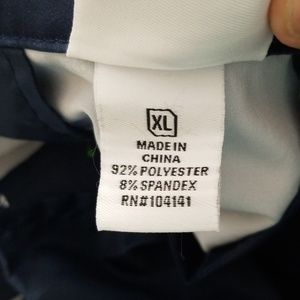 XL
MADE IN
CHINA
92% POLYESTER
8% SPANDEX
RN#104141